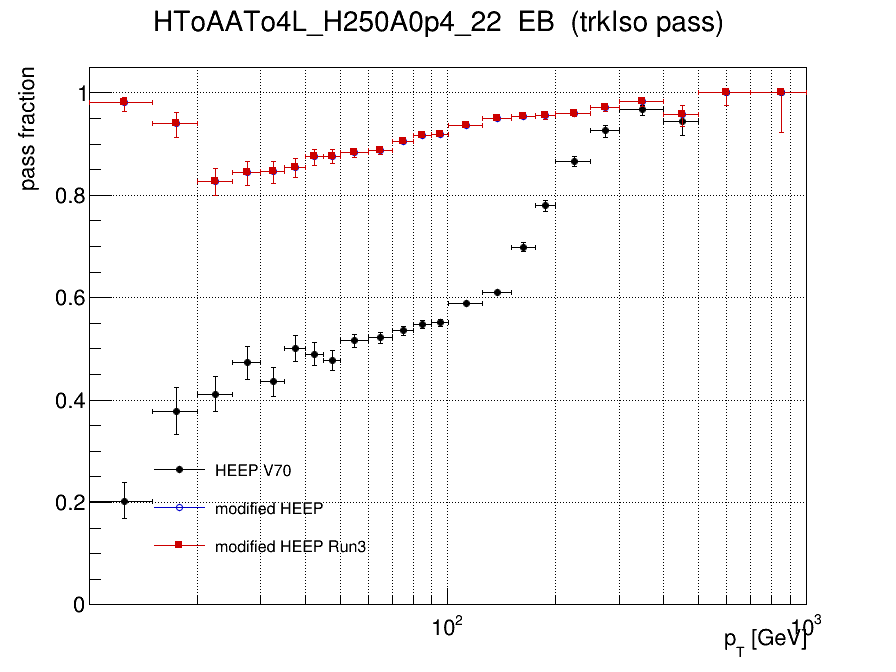 HToAATo4L_H250A0p4_22 EB (trkIso pass)
pass fraction
1
0.8
0.6
0.4
0.2
0
HEEP V70
modified HEEP
modified HEEP Run3
10²
10³
p_T [GeV]